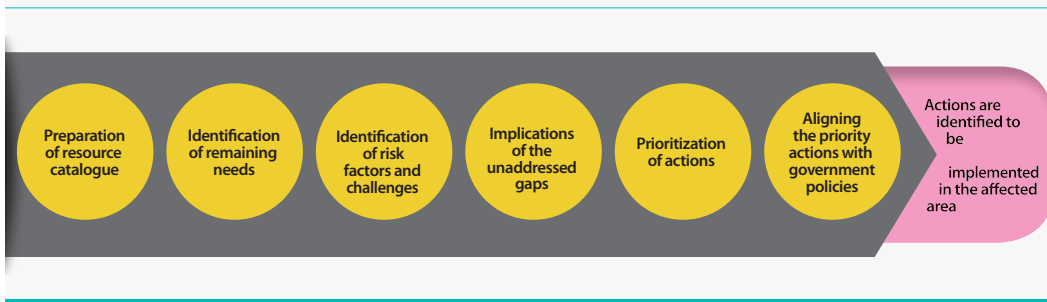 Preparation
of resource
catalogue
Identification
of remaining
needs
Identification
of risk
factors and
challenges
Implications
of the
unaddressed
gaps
Prioritization
of actions
Aligning
the priority
actions with
government
policies
Actions are
identified to
be
implemented
in the affected
area